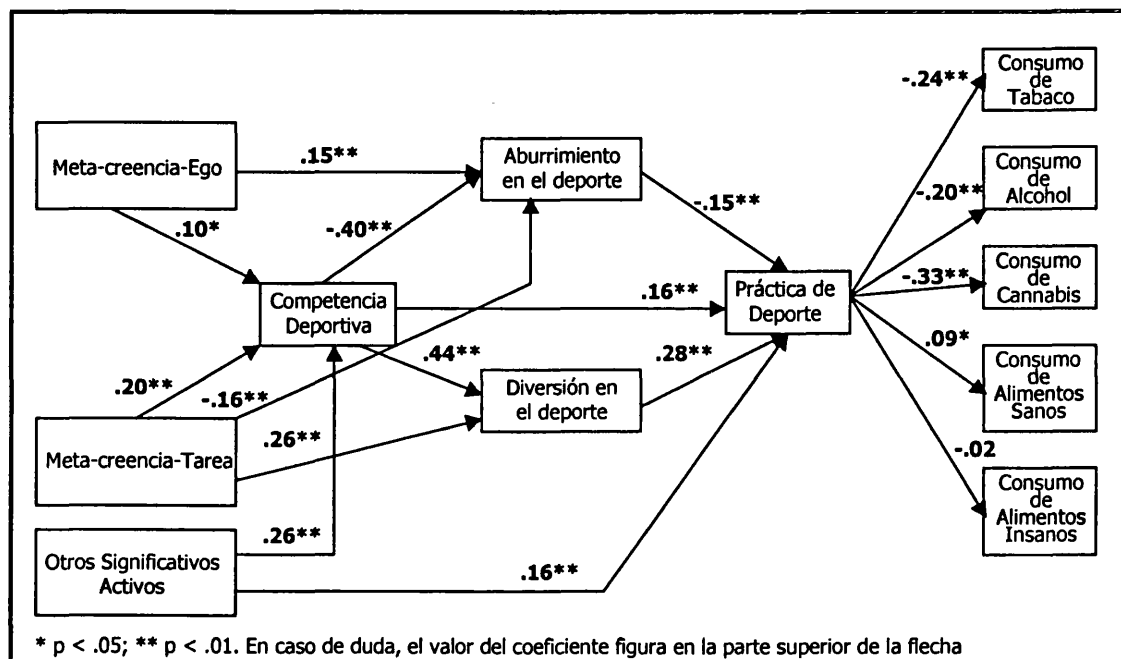 Consumo
de
Tabaco
-.24**
Meta-creencia-Ego
.15**
Aburrimiento
en el deporte
Consumo
de
Alcohol
-.20**
-.15**
.10*
-.40**
Competencia
Deportiva
.16**
Práctica de
Deporte
-.33**
Consumo de
Cannabis
.09*
.20**
-.16**
.44**
.28**
Diversión en
el deporte
Consumo de
Alimentos
Sanos
Meta-creencia-Tarea
.26**
-.02
Consumo
de
Alimentos
Insanos
Otros Significativos
Activos
.26**
.16**
* p < .05; ** p < .01. En caso de duda, el valor del coeficiente figura en la parte superior de la flecha